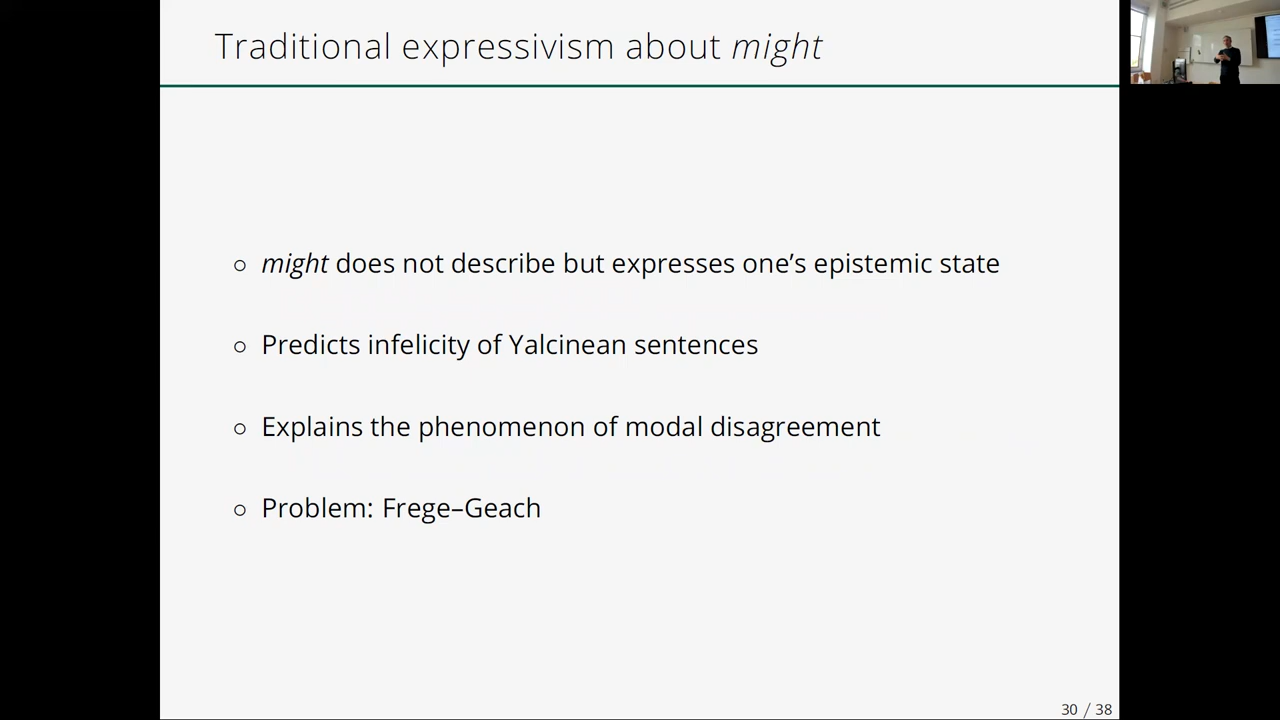 Traditional expressivism about might
○ might does not describe but expresses one’s epistemic state
○ Predicts infelicity of Yalcinean sentences
○ Explains the phenomenon of modal disagreement
○ Problem: Frege–Geach
30 / 38